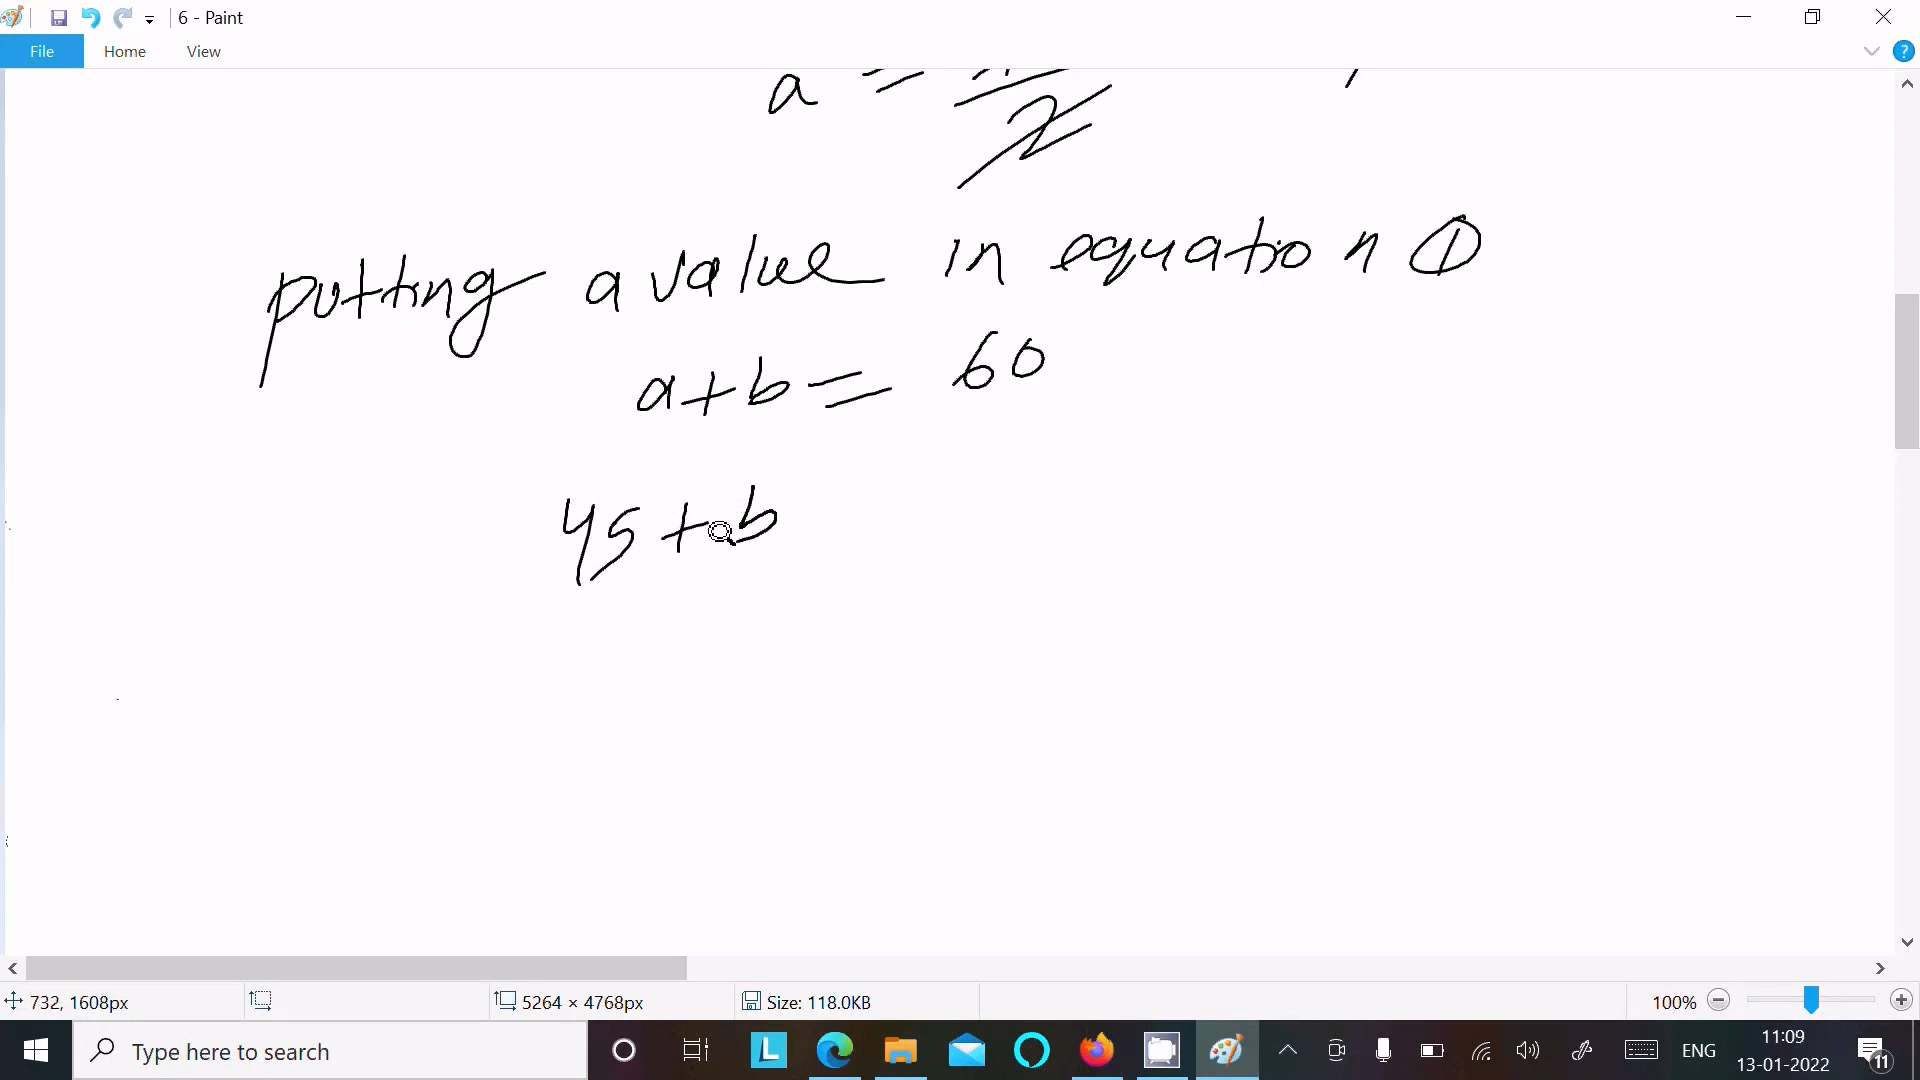 6 - Paint
File Home View
a =
2
putting a value in equation ①
a+b= 60
45+b
732, 1608px 5264 × 4768px Size: 118.0KB 100%
Type here to search L ENG 11:09
13-01-2022 11